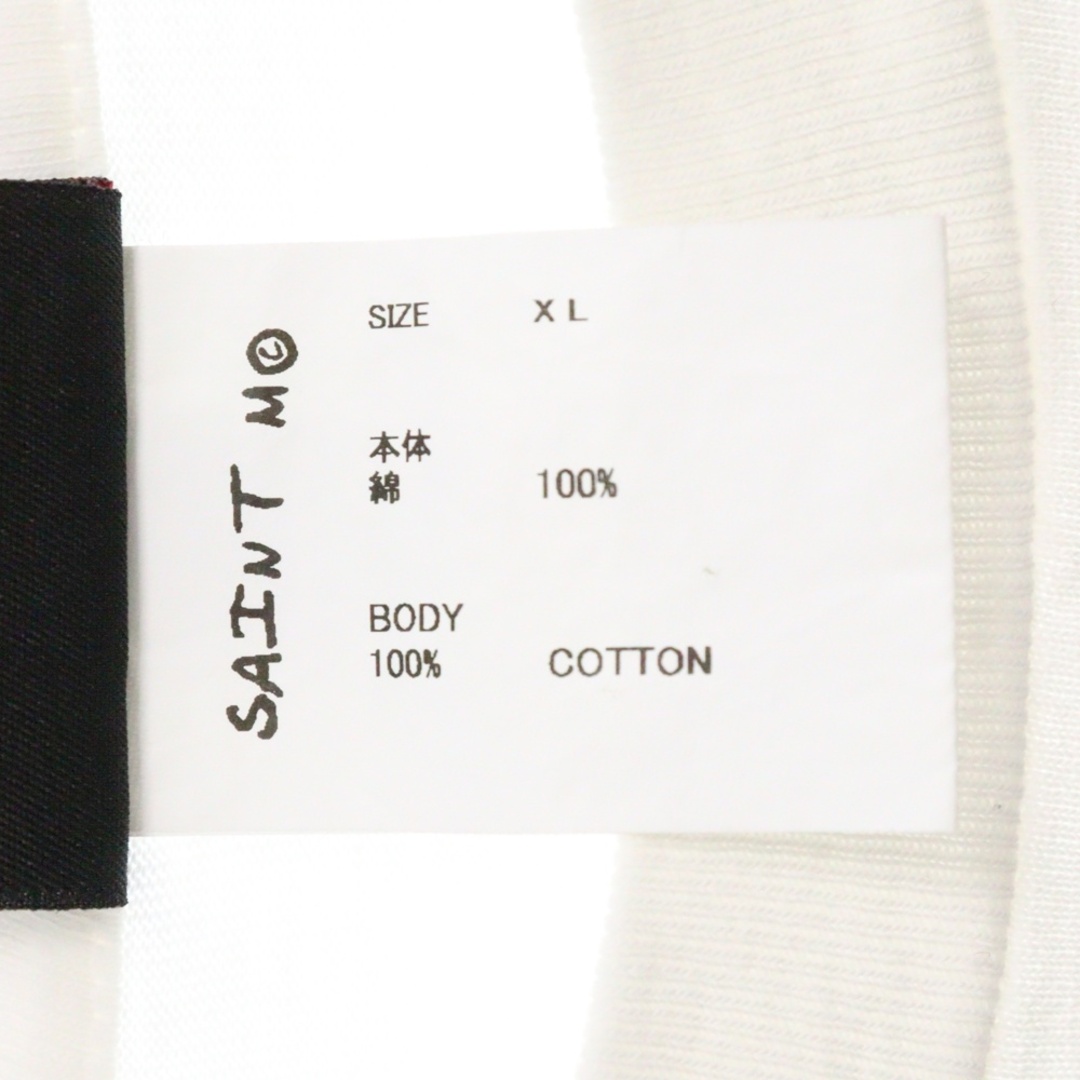 SAINT M©
SIZE XL
本体
綿 100%
BODY
100% COTTON